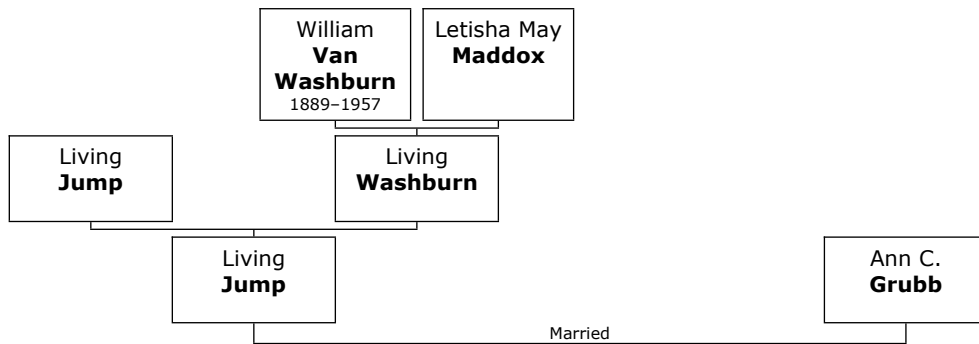 William
Van
Washburn
1889–1957
Letisha May
Maddox
Living
Jump
Living
Washburn
Living
Jump
Ann C.
Grubb
Married